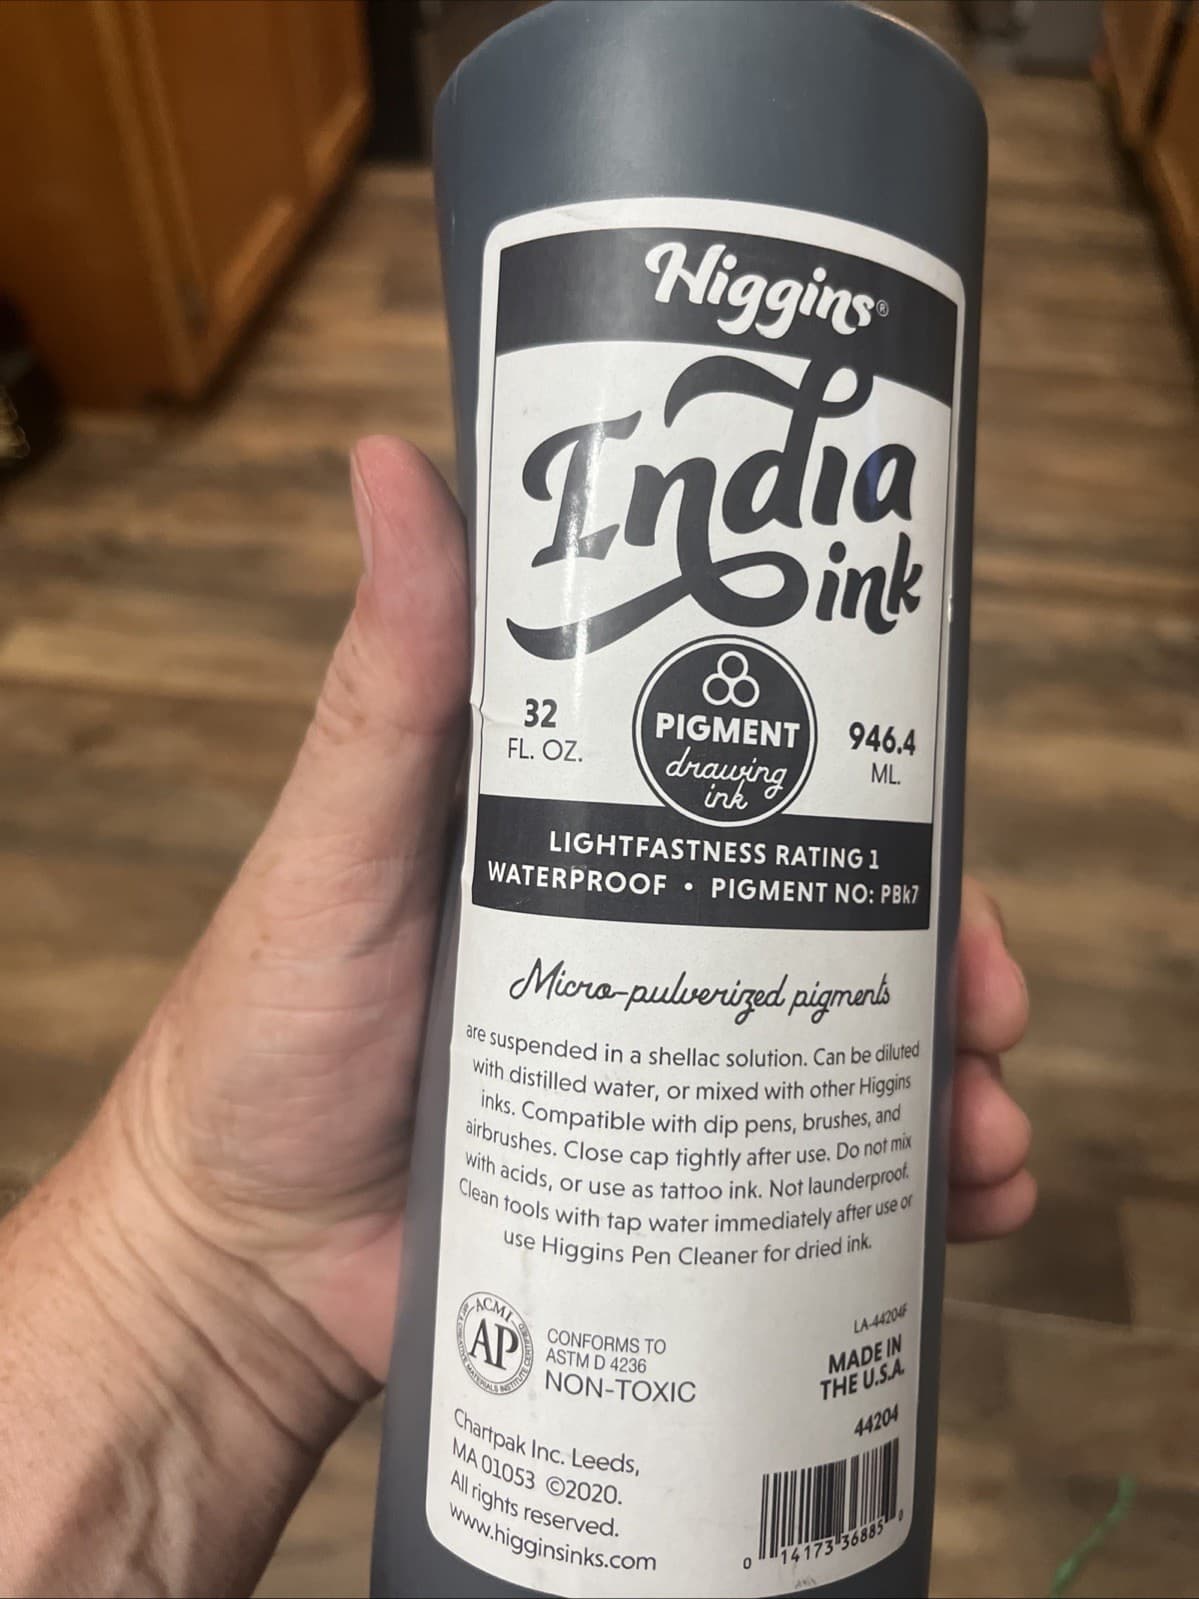 Higgins®
India
ink
32
FL. OZ.
PIGMENT
drawing
ink
946.4
ML.
LIGHTFASTNESS RATING 1
WATERPROOF • PIGMENT NO: PBk7
Micro-pulverized pigments
are suspended in a shellac solution. Can be diluted
with distilled water, or mixed with other Higgins
inks. Compatible with dip pens, brushes, and
airbrushes. Close cap tightly after use. Do not mix
with acids, or use as tattoo ink. Not launderproof.
Clean tools with tap water immediately after use or
use Higgins Pen Cleaner for dried ink.
ACMI
AP
ART & CREATIVE MATERIALS INSTITUTE CERTIFIED
CONFORMS TO
ASTM D 4236
NON-TOXIC
LA-44204F
MADE IN
THE U.S.A.
44204
Chartpak Inc. Leeds,
MA 01053 ©2020.
All rights reserved.
www.higginsinks.com
0 14173 36885 0